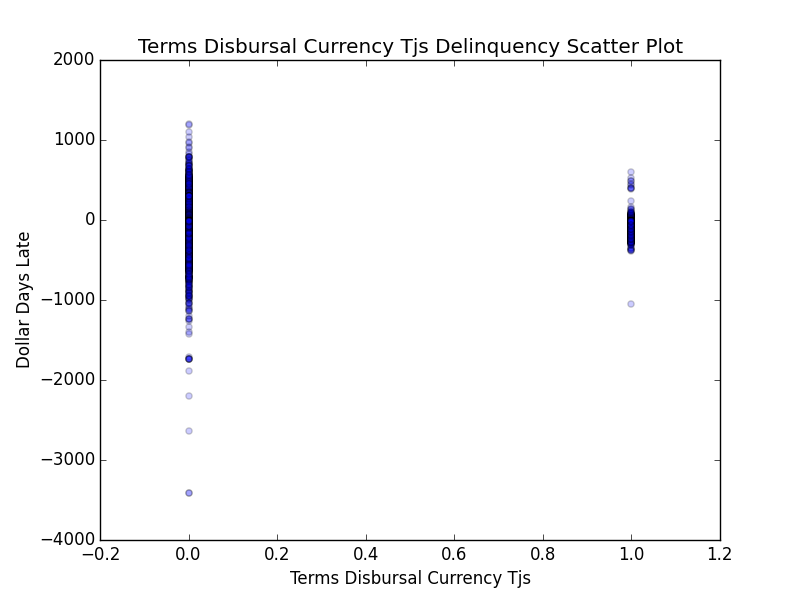 Terms Disbursal Currency Tjs Delinquency Scatter Plot
2000
1000
0
−1000
−2000
−3000
−4000
Dollar Days Late
−0.2 0.0 0.2 0.4 0.6 0.8 1.0 1.2
Terms Disbursal Currency Tjs